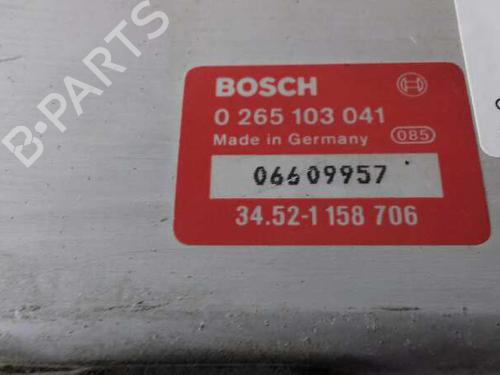 BOSCH
0 265 103 041
Made in Germany 085
06609957
34.52-1 158 706
B-PARTS